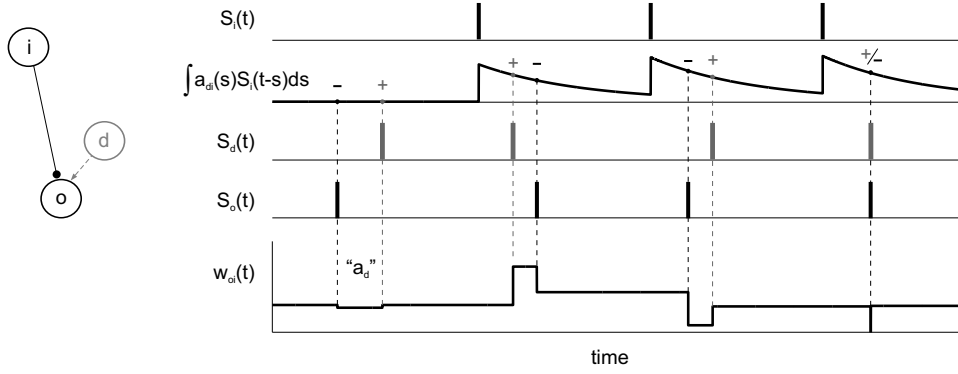 S_i(t)
i
∫a_di(s)S_i(t-s)ds
- + + - - + +/-
d
S_d(t)
o
S_o(t)
"a_d"
w_oi(t)
time